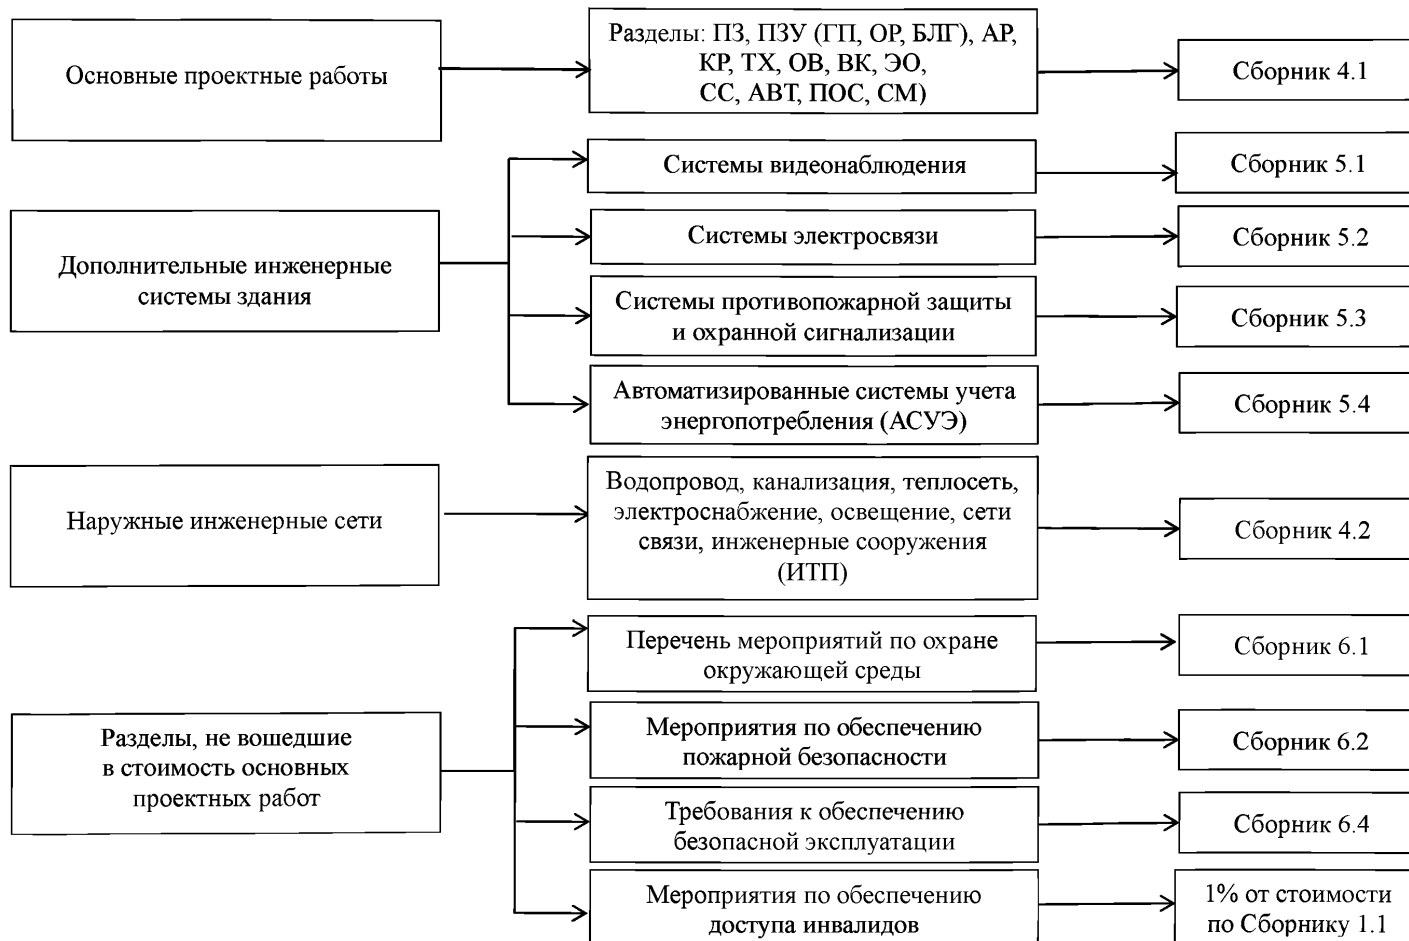 Основные проектные работы
Разделы: ПЗ, ПЗУ (ГП, ОР, БЛГ), АР,
КР, ТХ, ОВ, ВК, ЭО,
СС, АВТ, ПОС, СМ)
Сборник 4.1
Дополнительные инженерные
системы здания
Системы видеонаблюдения
Сборник 5.1
Системы электросвязи
Сборник 5.2
Системы противопожарной защиты
и охранной сигнализации
Сборник 5.3
Автоматизированные системы учета
энергопотребления (АСУЭ)
Сборник 5.4
Наружные инженерные сети
Водопровод, канализация, теплосеть,
электроснабжение, освещение, сети
связи, инженерные сооружения
(ИТП)
Сборник 4.2
Разделы, не вошедшие
в стоимость основных
проектных работ
Перечень мероприятий по охране
окружающей среды
Сборник 6.1
Мероприятия по обеспечению
пожарной безопасности
Сборник 6.2
Требования к обеспечению
безопасной эксплуатации
Сборник 6.4
Мероприятия по обеспечению
доступа инвалидов
1% от стоимости
по Сборнику 1.1